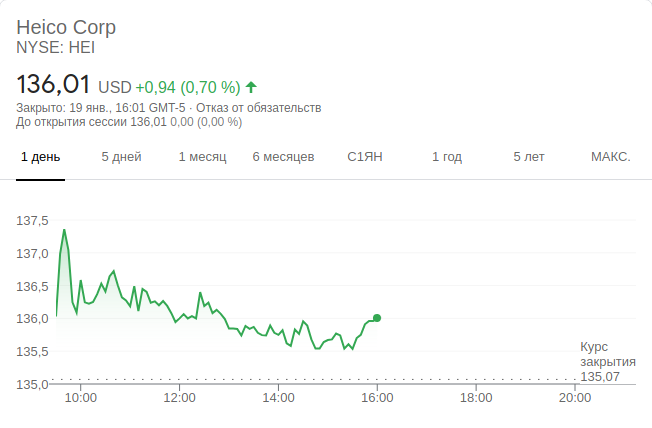 Heico Corp
NYSE: HEI
136,01 USD +0,94 (0,70 %)
Закрыто: 19 янв., 16:01 GMT-5 · Отказ от обязательств
До открытия сессии 136,01 0,00 (0,00 %)
1 день 5 дней 1 месяц 6 месяцев С1ЯН 1 год 5 лет МАКС.
137,5
137,0
136,5
136,0
135,5
135,0
Курс
закрытия
135,07
10:00 12:00 14:00 16:00 18:00 20:00